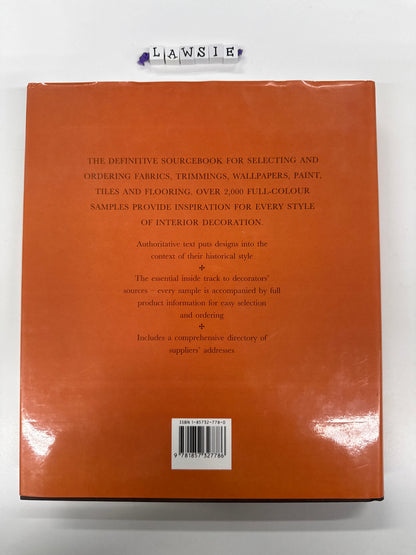 LAWSIE
THE DEFINITIVE SOURCEBOOK FOR SELECTING AND
ORDERING FABRICS, TRIMMINGS, WALLPAPERS, PAINT,
TILES AND FLOORING. OVER 2,000 FULL-COLOUR
SAMPLES PROVIDE INSPIRATION FOR EVERY STYLE
OF INTERIOR DECORATION.
Authoritative text puts designs into the
context of their historical style
The essential inside track to decorators'
sources – every sample is accompanied by full
product information for easy selection
and ordering
Includes a comprehensive directory of
suppliers' addresses
ISBN 1-85732-778-0
9 781857 327786